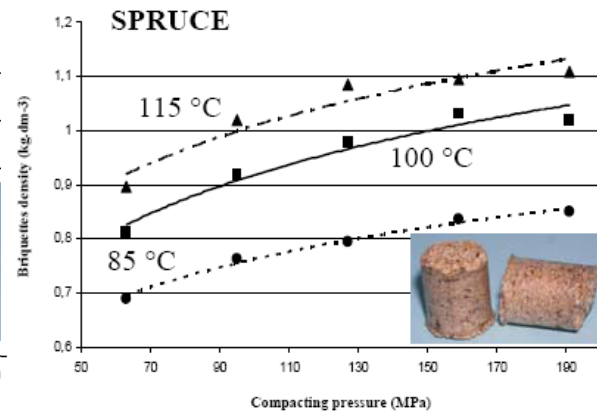 SPRUCE
Briquettes density (kg.dm-3)
1,2
1,1
1
0,9
0,8
0,7
0,6
115 °C
100 °C
85 °C
50 70 90 110 130 150 170 190
Compacting pressure (MPa)